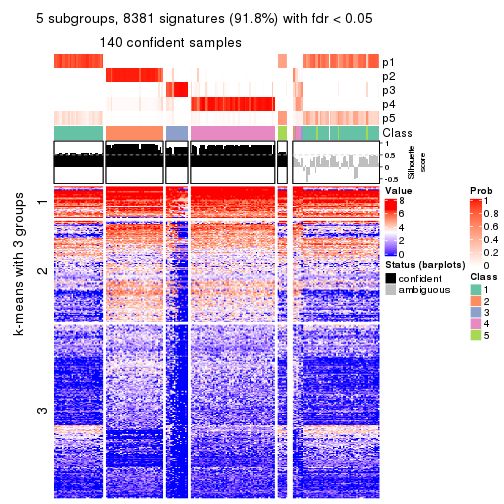 5 subgroups, 8381 signatures (91.8%) with fdr < 0.05
140 confident samples
p1
p2
p3
p4
p5
Class
1
0.5
0
-0.5
Silhouette
score
k-means with 3 groups
1
2
3
Value
8
6
4
2
0
Status (barplots)
confident
ambiguous
Prob
1
0.8
0.6
0.4
0.2
0
Class
1
2
3
4
5